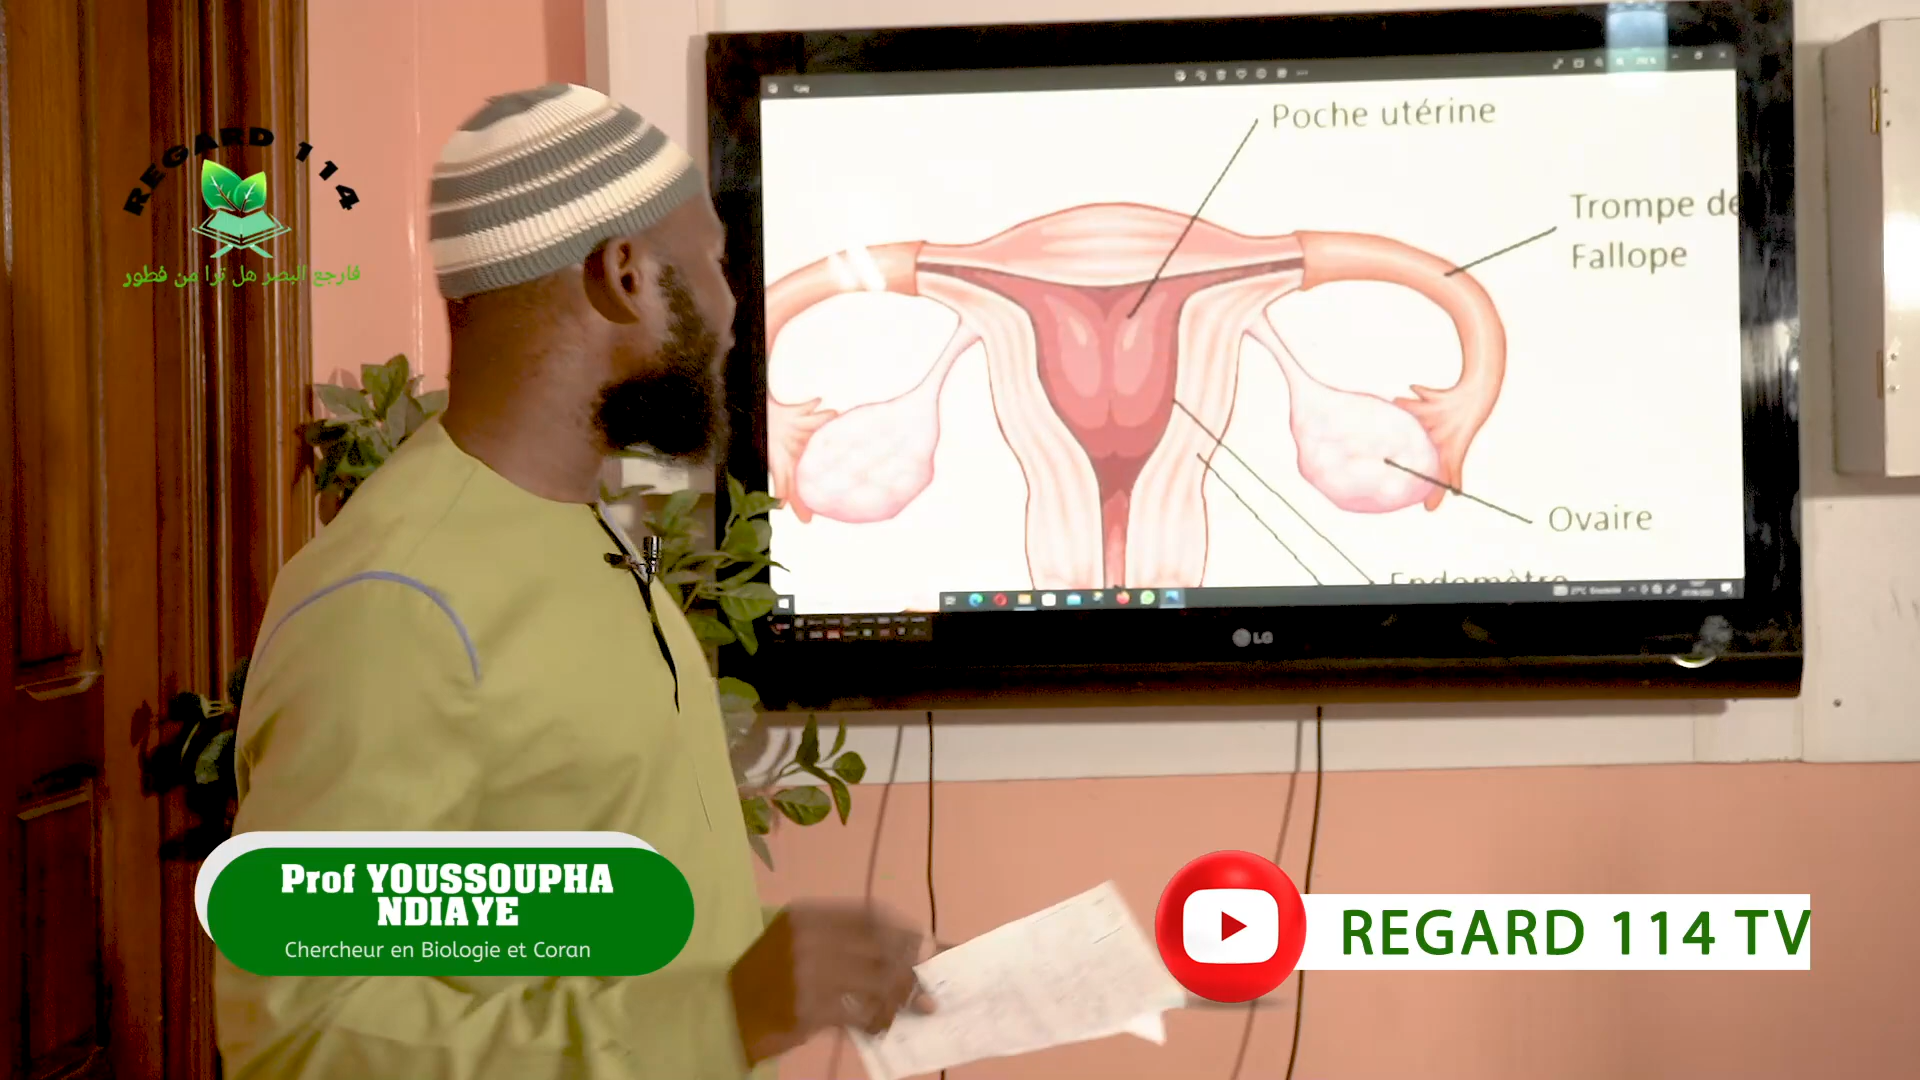 REGARD 114
فارجع البصر هل ترا من فطور
Poche utérine
Trompe de
Fallope
Ovaire
Endomètre
LG
Prof YOUSSOUPHA
NDIAYE
Chercheur en Biologie et Coran
REGARD 114 TV